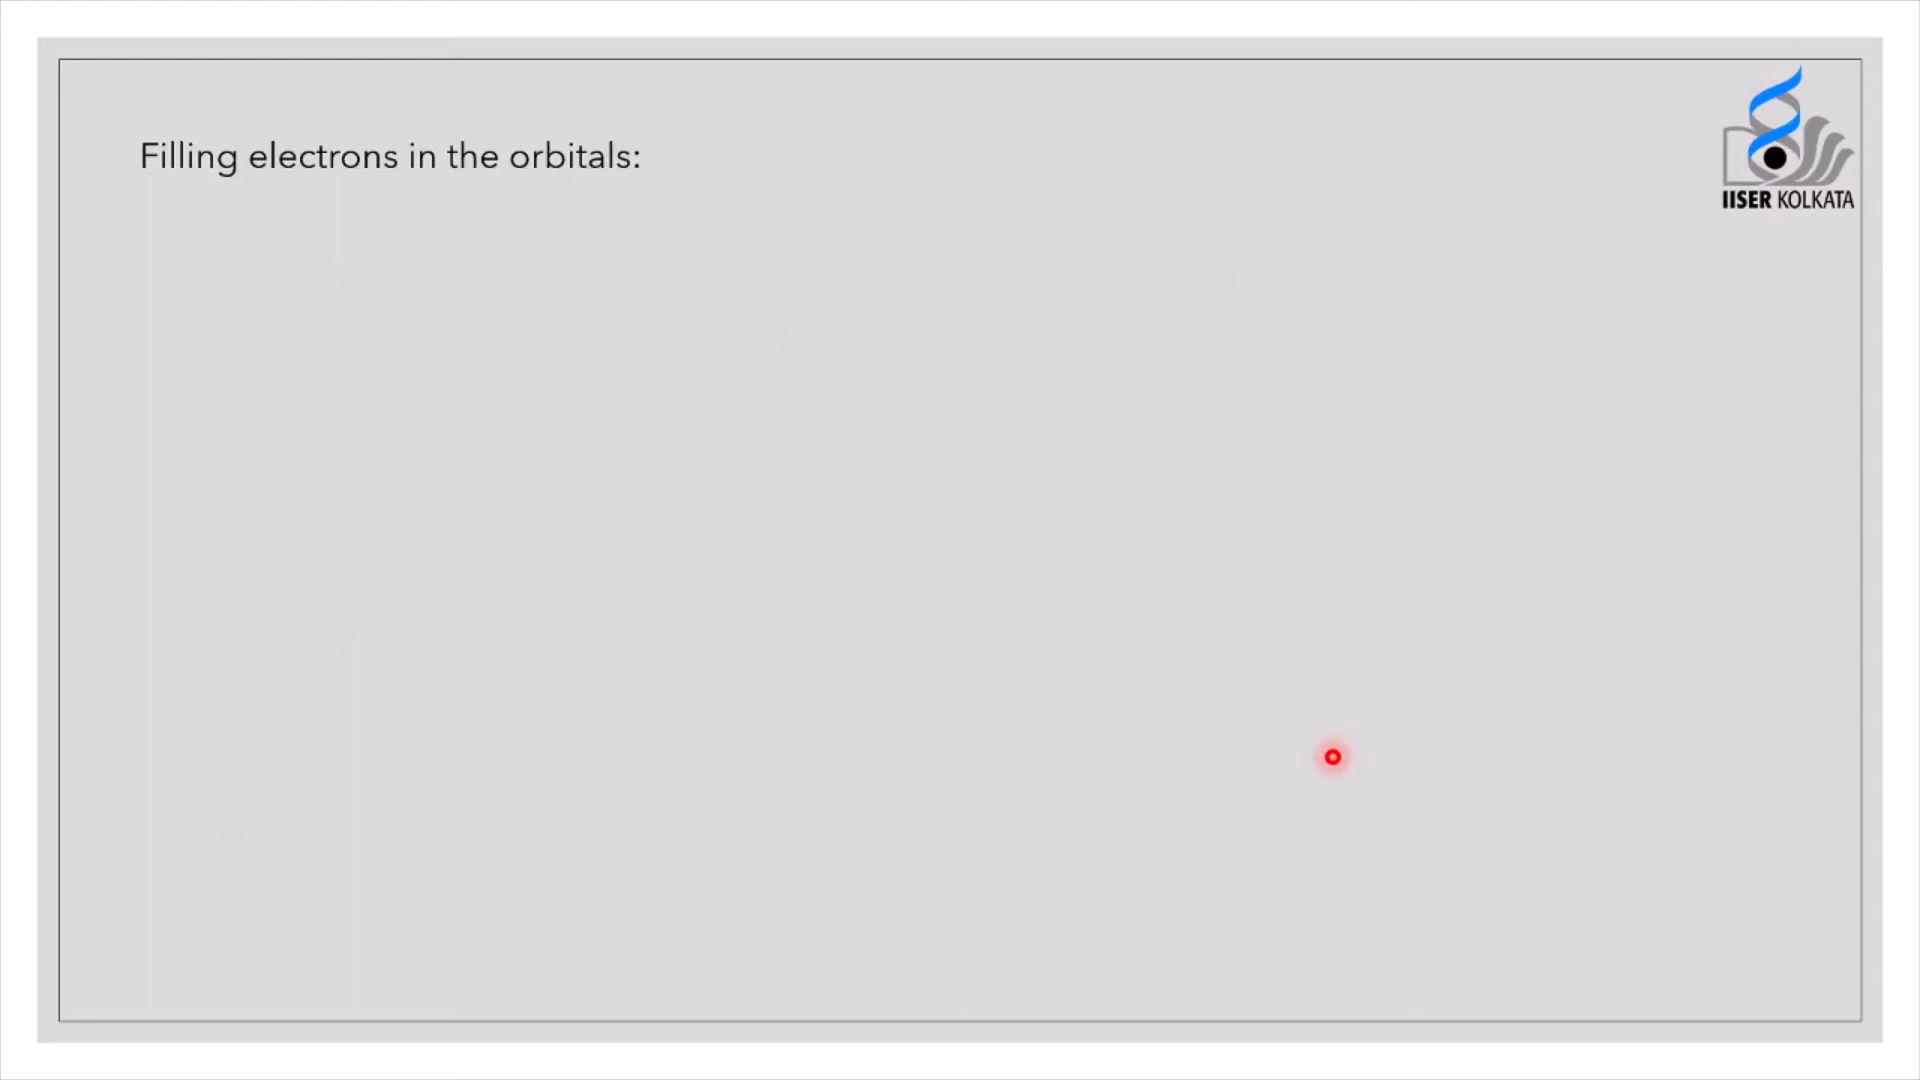 Filling electrons in the orbitals:
IISER KOLKATA